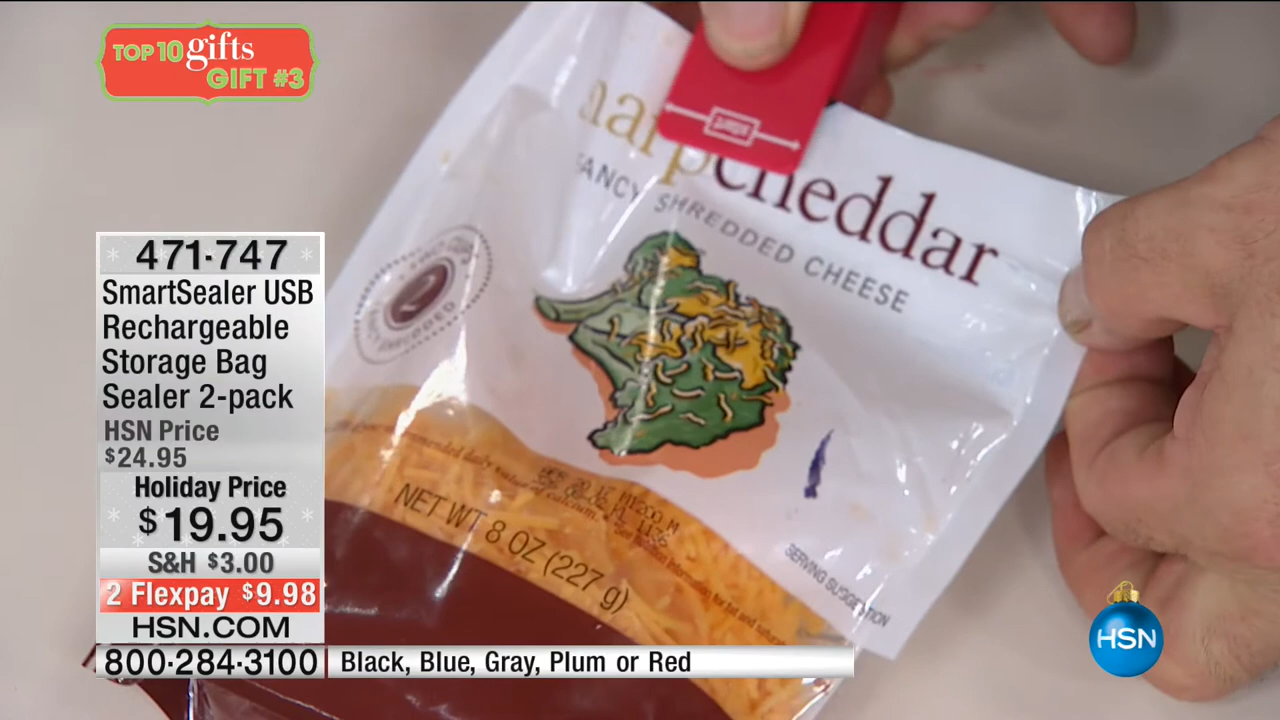 TOP 10 gifts
GIFT #3
471·747
SmartSealer USB
Rechargeable
Storage Bag
Sealer 2-pack
HSN Price
$24.95
Holiday Price
$19.95
S&H $3.00
2 Flexpay $9.98
HSN.COM
800·284·3100
Black, Blue, Gray, Plum or Red
start
cheddar
FANCY SHREDDED CHEESE
NET WT 8 OZ (227 g)
SERVING SUGGESTION
HSN